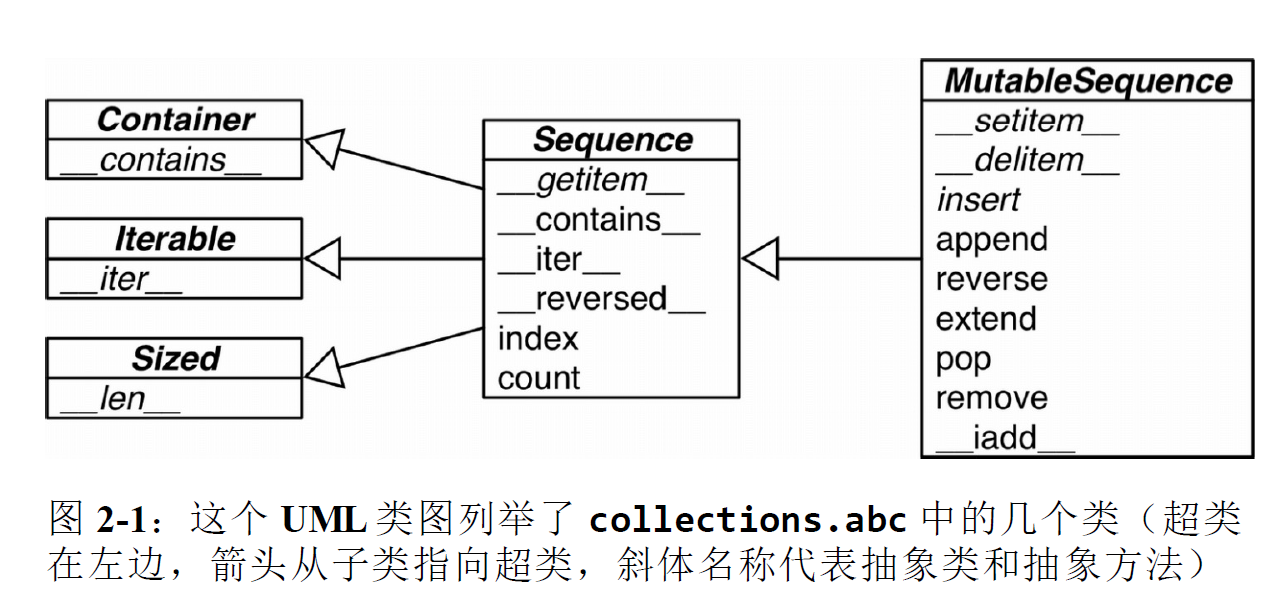 Container
__contains__
Iterable
__iter__
Sized
__len__
Sequence
__getitem__
__contains__
__iter__
__reversed__
index
count
MutableSequence
__setitem__
__delitem__
insert
append
reverse
extend
pop
remove
__iadd__
图 2-1：这个 UML 类图列举了 collections.abc 中的几个类（超类
在左边，箭头从子类指向超类，斜体名称代表抽象类和抽象方法）